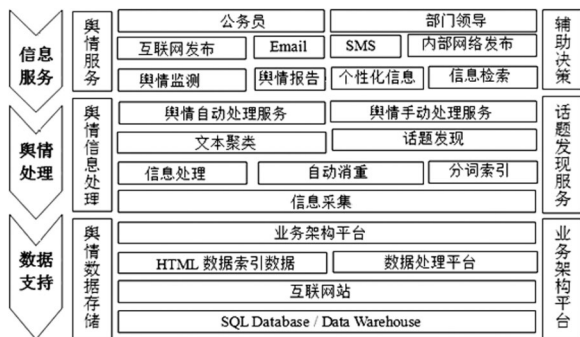 信息
服务
舆情服务
公务员
部门领导
互联网发布
Email
SMS
内部网络发布
舆情监测
舆情报告
个性化信息
信息检索
辅助决策
舆情
处理
舆情信息处理
舆情自动处理服务
舆情手动处理服务
文本聚类
话题发现
信息处理
自动消重
分词索引
信息采集
话题发现服务
数据
支持
舆情数据存储
业务架构平台
HTML 数据索引数据
数据处理平台
互联网站
SQL Database / Data Warehouse
业务架构平台